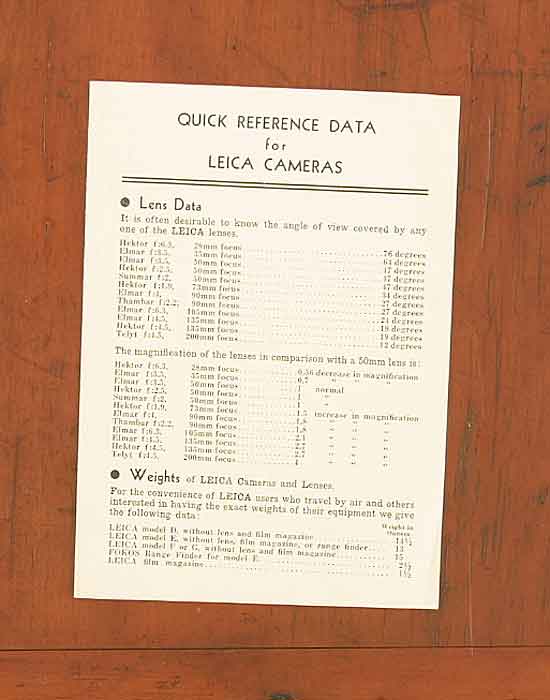 QUICK REFERENCE DATA
for
LEICA CAMERAS
Lens Data
It is often desirable to know the angle of view covered by any
one of the LEICA lenses.
Hektor f:6.3, 28mm focus 76 degrees
Elmar f:3.5, 35mm focus 64 degrees
Elmar f:3.5, 50mm focus 47 degrees
Hektor f:2.5, 50mm focus 47 degrees
Summar f:2, 50mm focus 47 degrees
Hektor f:1.9, 73mm focus 34 degrees
Elmar f:4, 90mm focus 27 degrees
Thambar f:2.2, 90mm focus 27 degrees
Elmar f:6.3, 105mm focus 24 degrees
Elmar f:4.5, 135mm focus 19 degrees
Hektor f:4.5, 135mm focus 19 degrees
Telyt f:4.5, 200mm focus 12 degrees
The magnification of the lenses in comparison with a 50mm lens is:
Hektor f:6.3, 28mm focus 0.56 decrease in magnification
Elmar f:3.5, 35mm focus 0.7 " " "
Elmar f:3.5, 50mm focus 1 normal
Hektor f:2.5, 50mm focus 1 "
Summar f:2, 50mm focus 1 "
Hektor f:1.9, 73mm focus 1.5 increase in magnification
Elmar f:4, 90mm focus 1.8 " " "
Thambar f:2.2, 90mm focus 1.8 " " "
Elmar f:6.3, 105mm focus 2.1 " " "
Elmar f:4.5, 135mm focus 2.7 " " "
Hektor f:4.5, 135mm focus 2.7 " " "
Telyt f:4.5, 200mm focus 4 " " "
Weights of LEICA Cameras and Lenses.
For the convenience of LEICA users who travel by air and others
interested in having the exact weights of their equipment we give
the following data:
Weight in
Ounces
LEICA model D, without lens and film magazine 14½
LEICA model E, without lens, film magazine, or range finder 13
LEICA model F or G, without lens and film magazine 15
FOKOS Range Finder for model E 2½
LEICA film magazine 1½